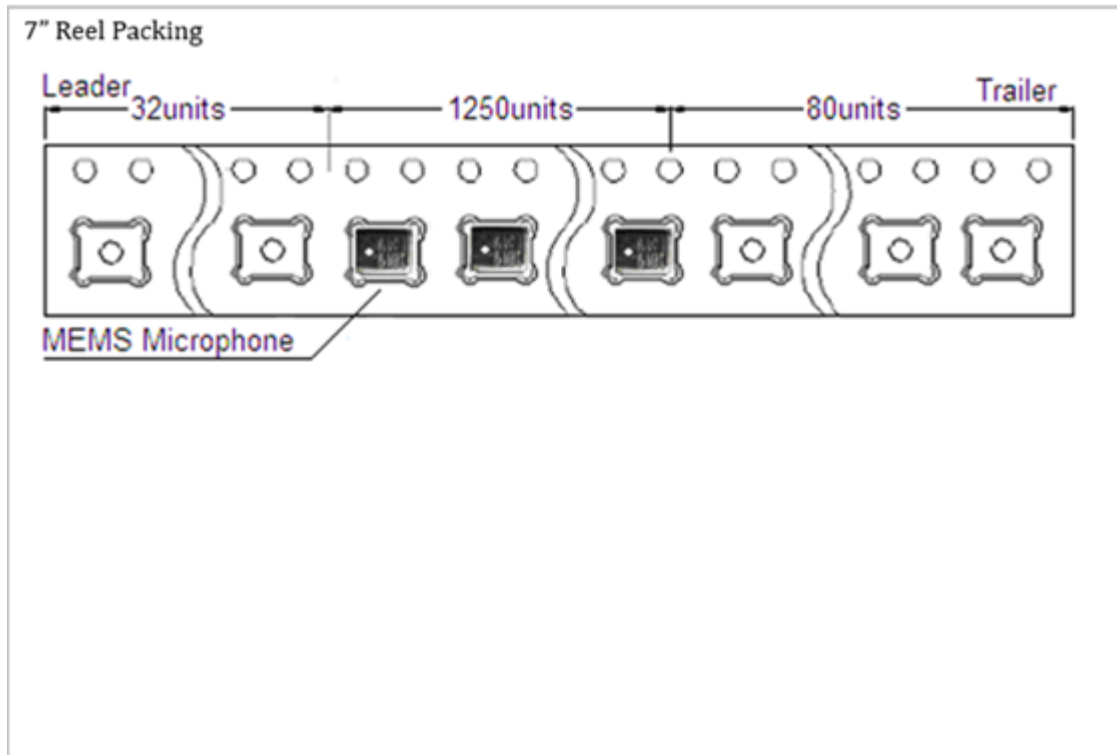 7" Reel Packing
Leader
Trailer
32units
1250units
80units
MEMS Microphone